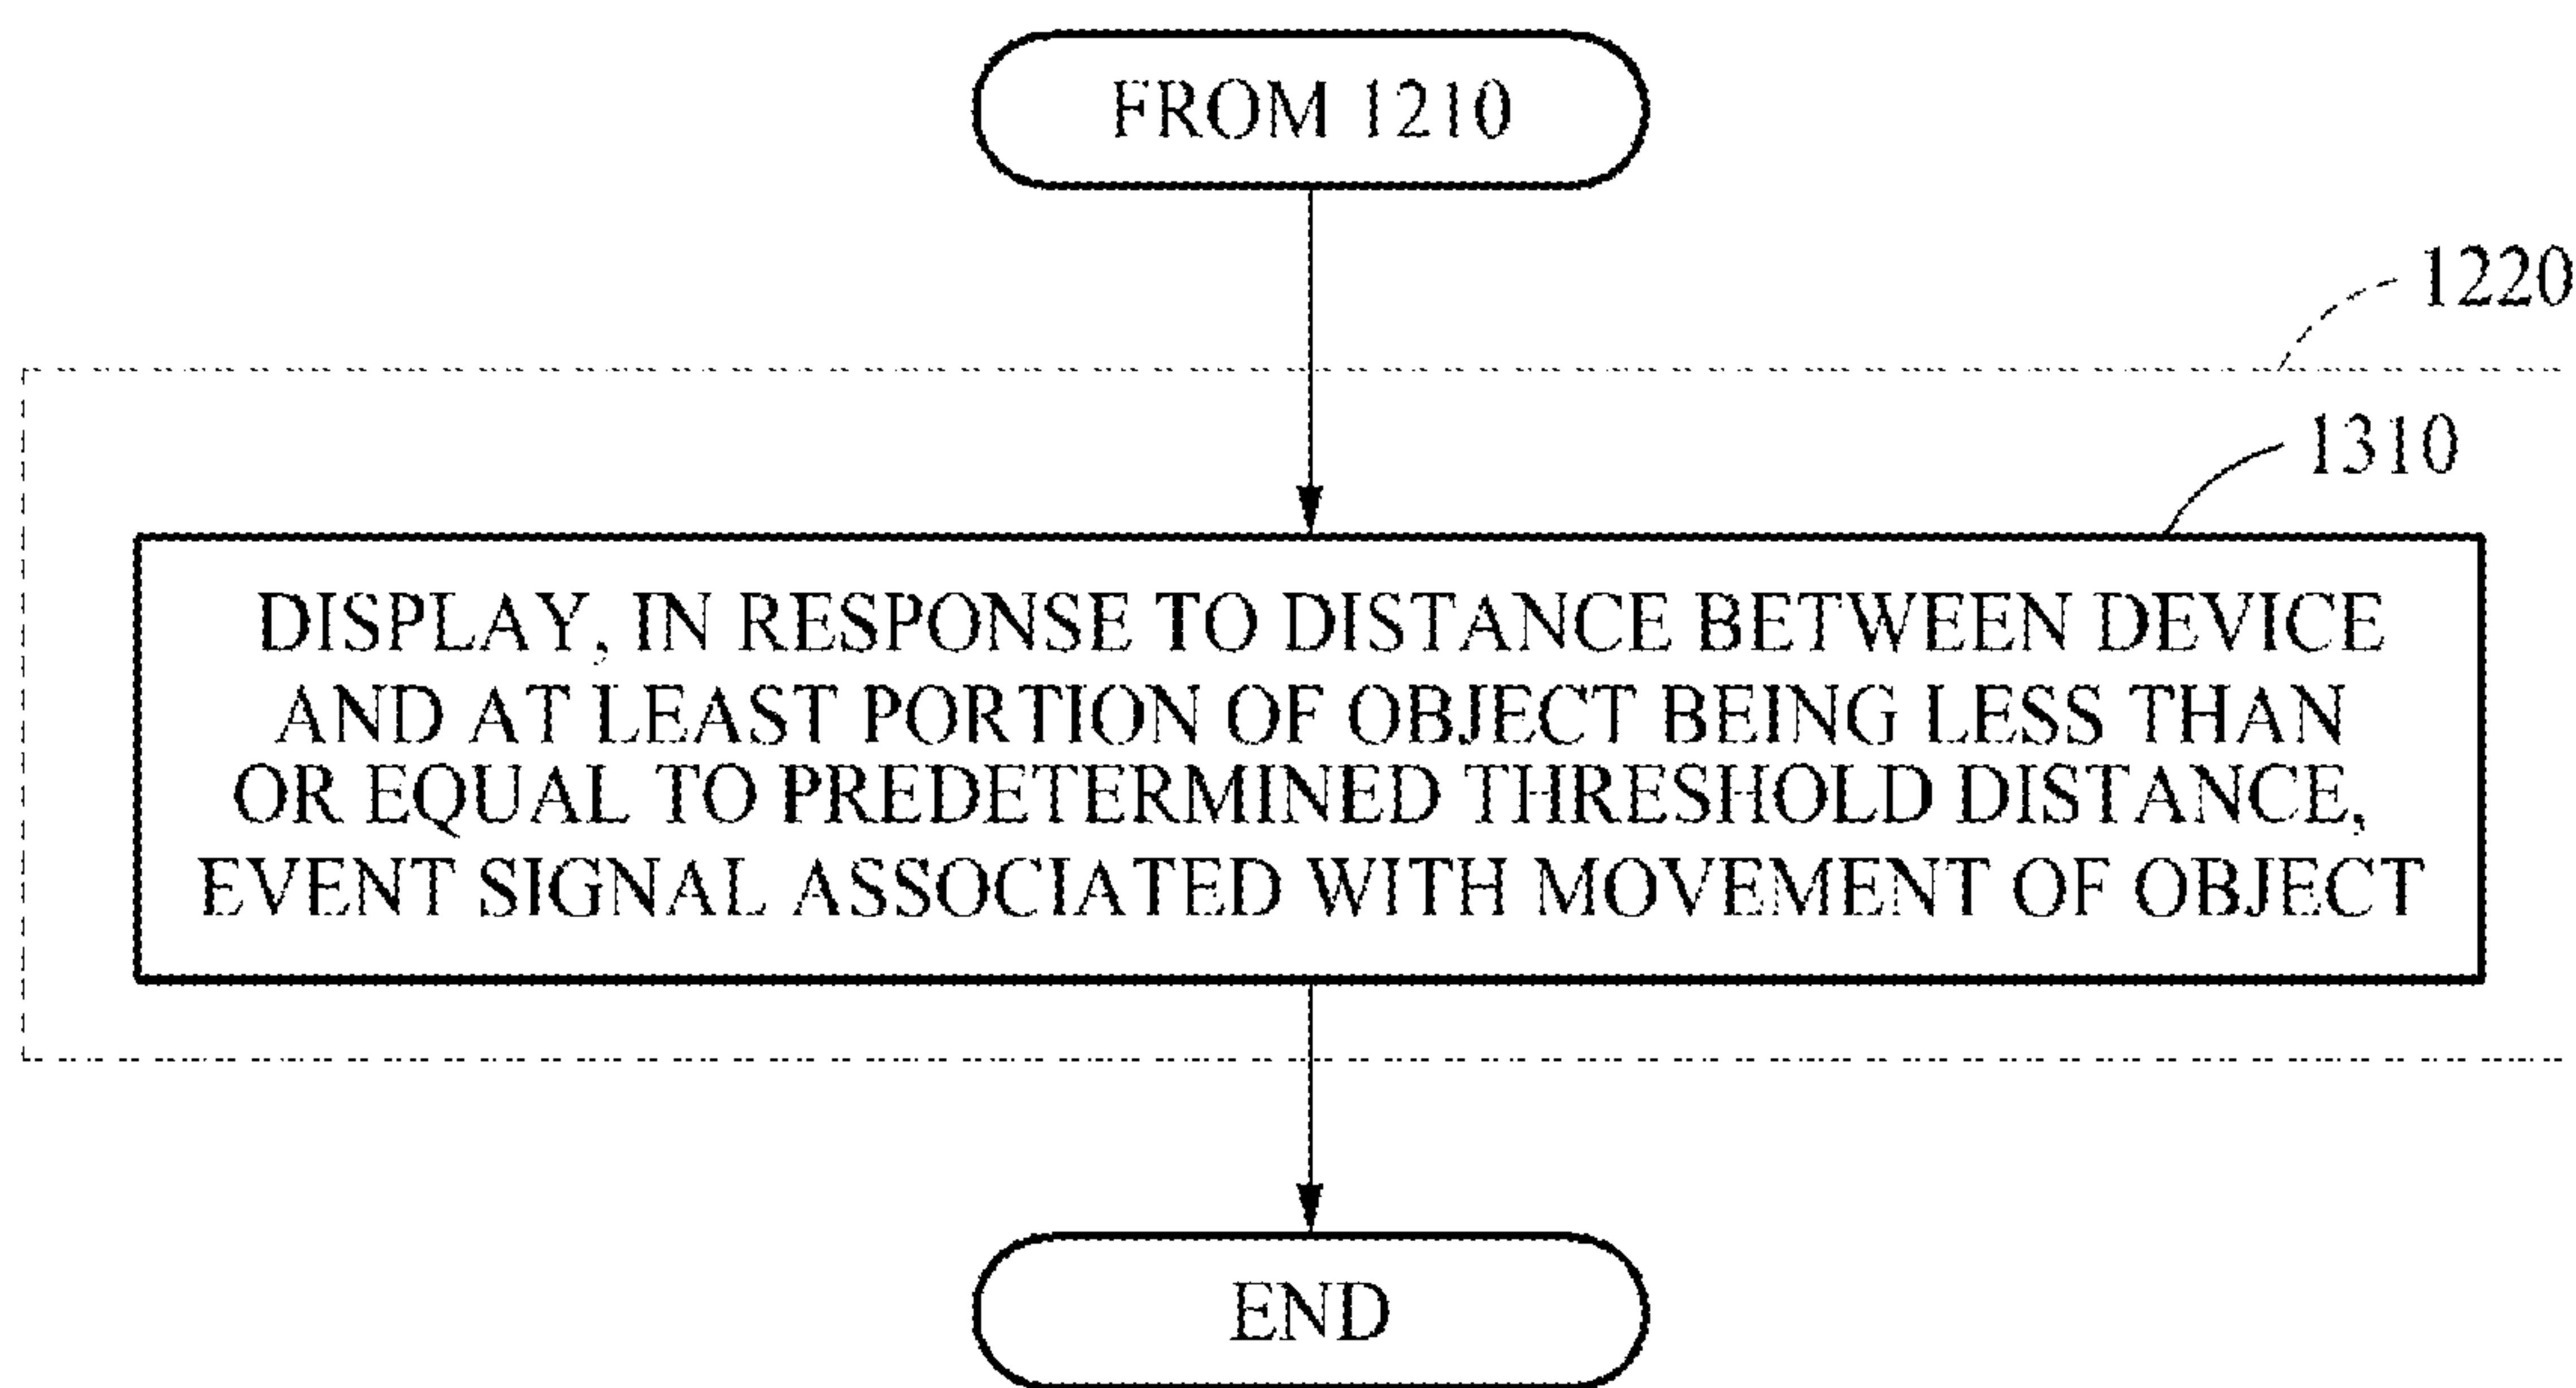 FROM 1210
1220
1310
DISPLAY, IN RESPONSE TO DISTANCE BETWEEN DEVICE
AND AT LEAST PORTION OF OBJECT BEING LESS THAN
OR EQUAL TO PREDETERMINED THRESHOLD DISTANCE,
EVENT SIGNAL ASSOCIATED WITH MOVEMENT OF OBJECT
END